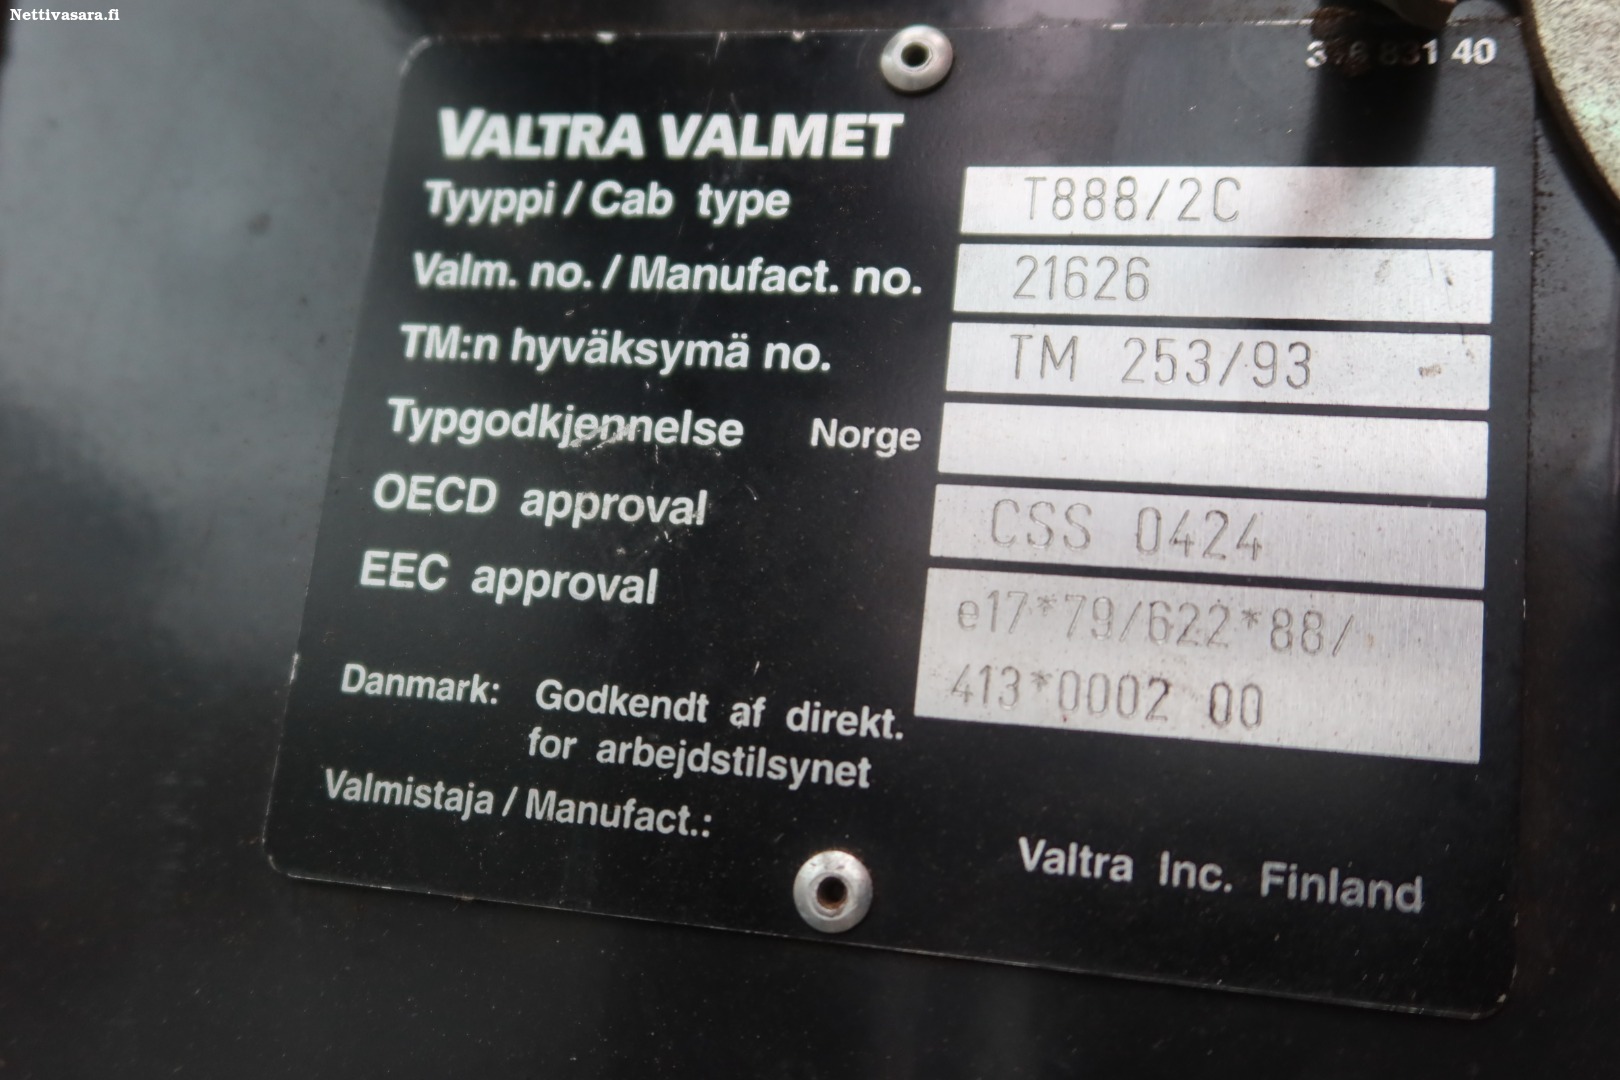 Nettivasara.fi
831 40
VALTRA VALMET
Tyyppi / Cab type T888/2C
Valm. no. / Manufact. no. 21626
TM:n hyväksymä no. TM 253/93
Typgodkjennelse Norge
OECD approval CSS 0424
EEC approval e17*79/622*88/
413*0002 00
Danmark: Godkendt af direkt.
for arbejdstilsynet
Valmistaja / Manufact.:
Valtra Inc. Finland